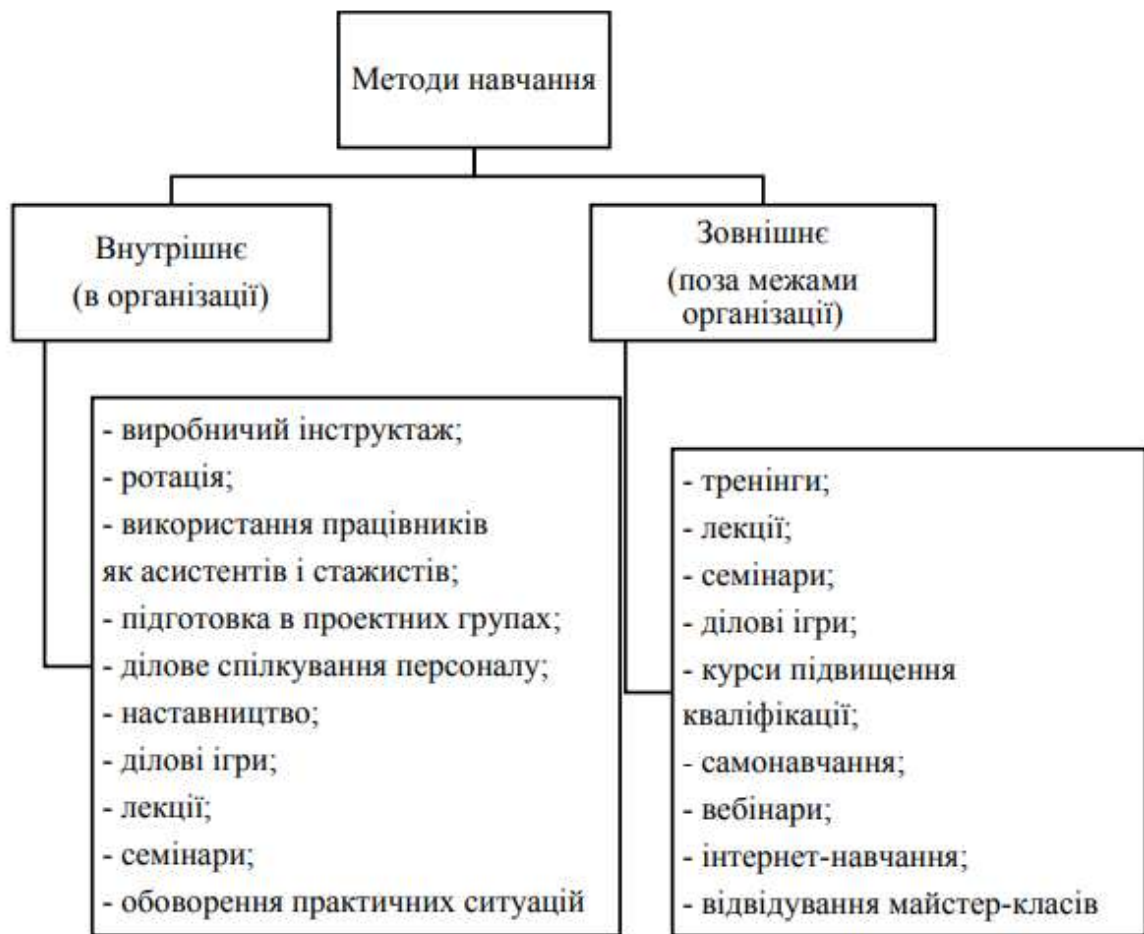 Методи навчання
Внутрішнє
(в організації)
Зовнішнє
(поза межами
організації)
- виробничий інструктаж;
- ротація;
- використання працівників
як асистентів і стажистів;
- підготовка в проектних групах;
- ділове спілкування персоналу;
- наставництво;
- ділові ігри;
- лекції;
- семінари;
- обоворення практичних ситуацій
- тренінги;
- лекції;
- семінари;
- ділові ігри;
- курси підвищення
кваліфікації;
- самонавчання;
- вебінари;
- інтернет-навчання;
- відвідування майстер-класів